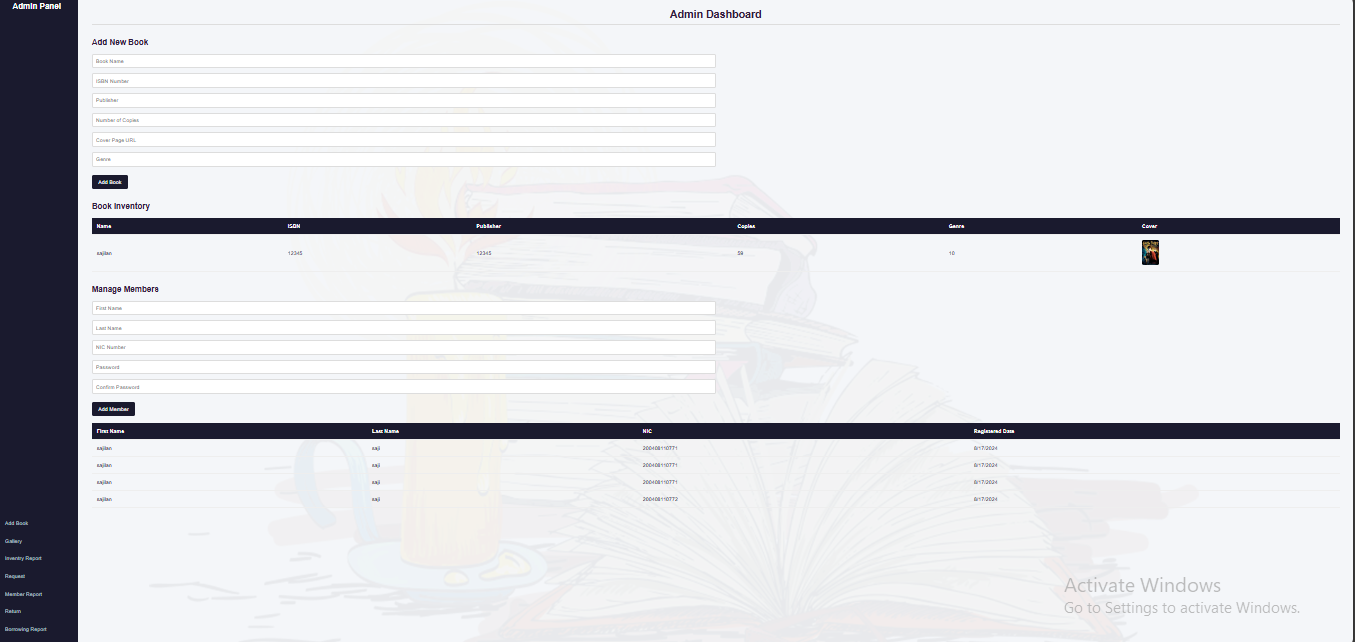 Admin Panel
Admin Dashboard
Add New Book
Book Name
ISBN Number
Publisher
Number of Copies
Cover Page URL
Genre
Add Book
Book Inventory
Name ISBN Publisher Copies Genre Cover
sajilan 12345 12345 59 10
Manage Members
First Name
Last Name
NIC Number
Password
Confirm Password
Add Member
First Name Last Name NIC Registered Date
sajilan saji 200408110771 8/17/2024
sajilan saji 200408110771 8/17/2024
sajilan saji 200408110771 8/17/2024
sajilan saji 200408110772 8/17/2024
Add Book
Gallery
Inventry Report
Request
Member Report
Return
Borrowing Report
Activate Windows
Go to Settings to activate Windows.